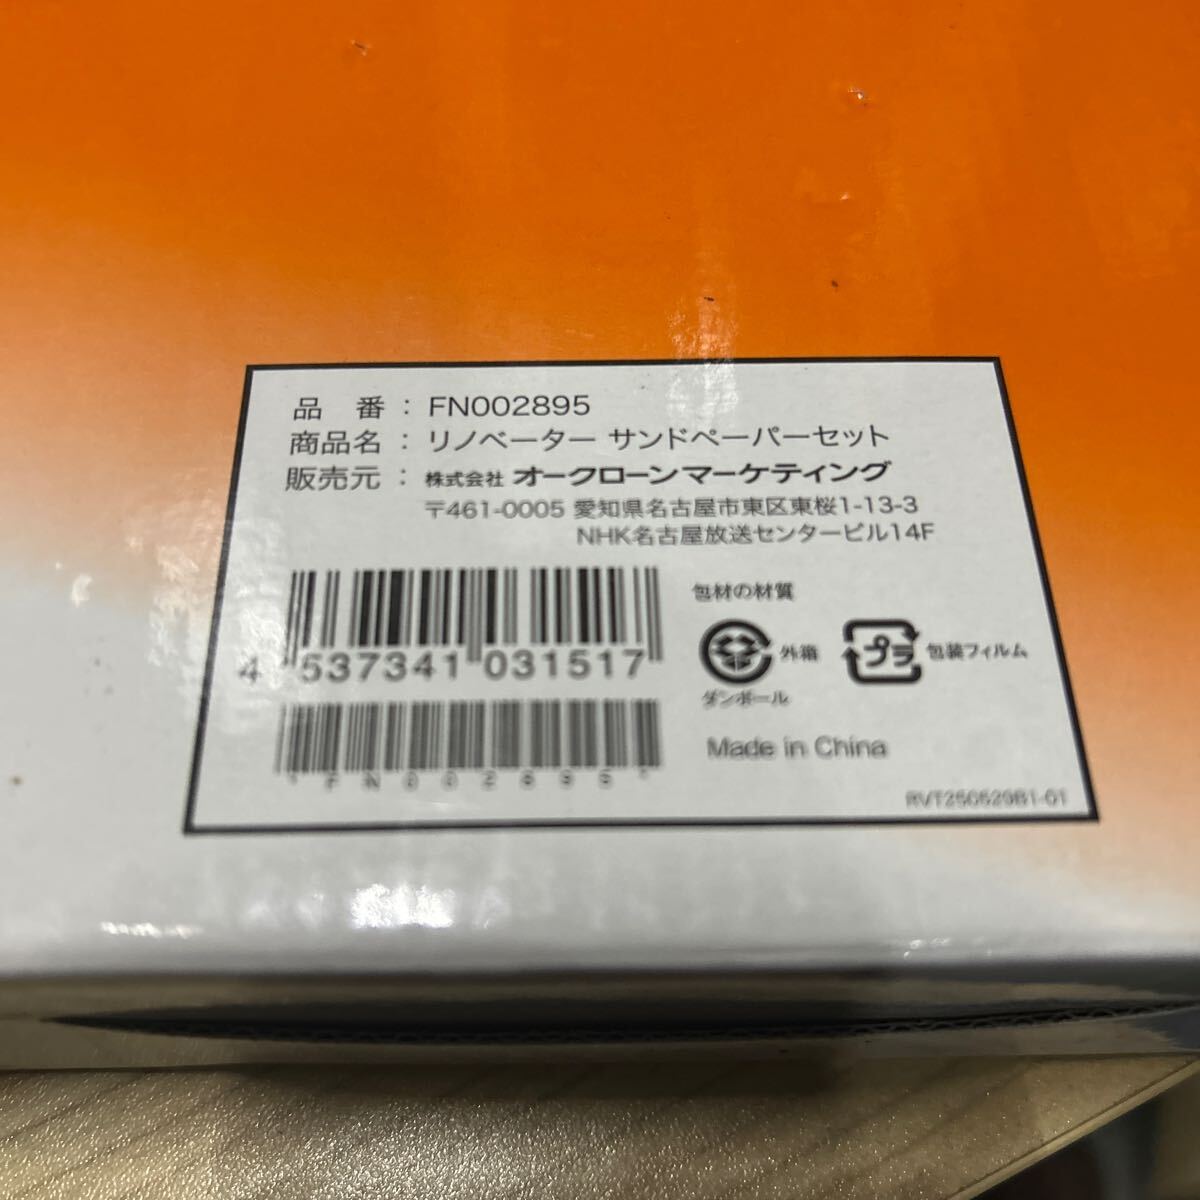 品 番 : FN002895
商品名 : リノベーター サンドペーパーセット
販売元 : 株式会社 オークローンマーケティング
〒461-0005 愛知県名古屋市東区東桜1-13-3
NHK名古屋放送センタービル14F
4 537341 031517
包材の材質
外箱
ダンボール
プラ
包装フィルム
Made in China
RVT250529B1-01